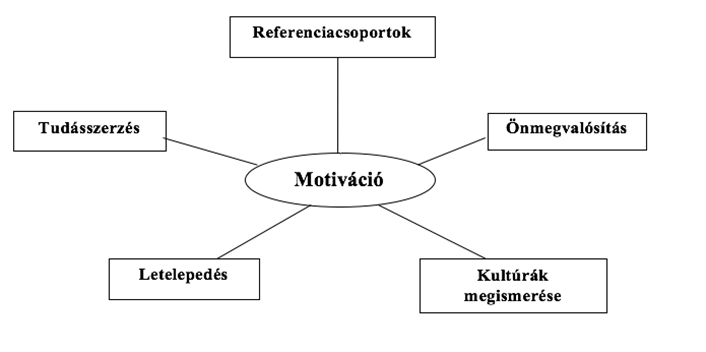 Referenciacsoportok
Tudásszerzés
Önmegvalósítás
Motiváció
Letelepedés
Kultúrák
megismerése